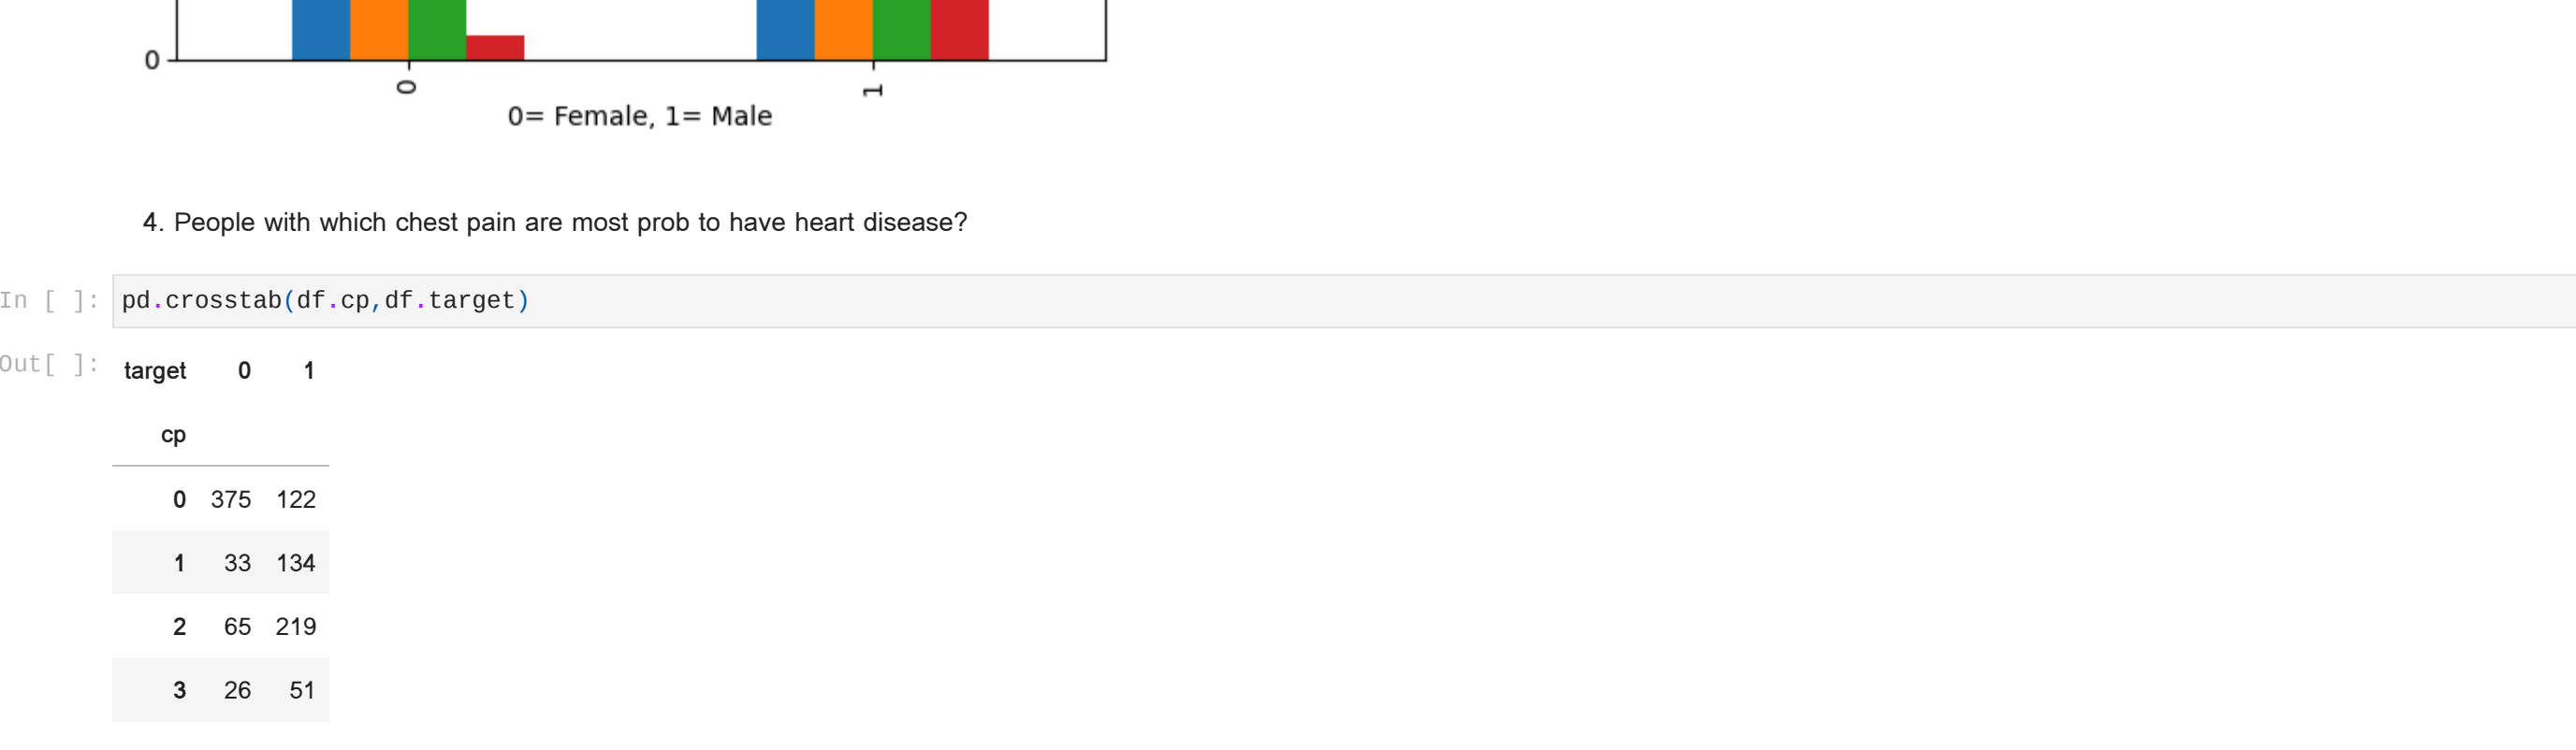 0
0 1
0= Female, 1= Male
4. People with which chest pain are most prob to have heart disease?
In [ ]: pd.crosstab(df.cp,df.target)
Out[ ]: target 0 1
cp
0 375 122
1 33 134
2 65 219
3 26 51